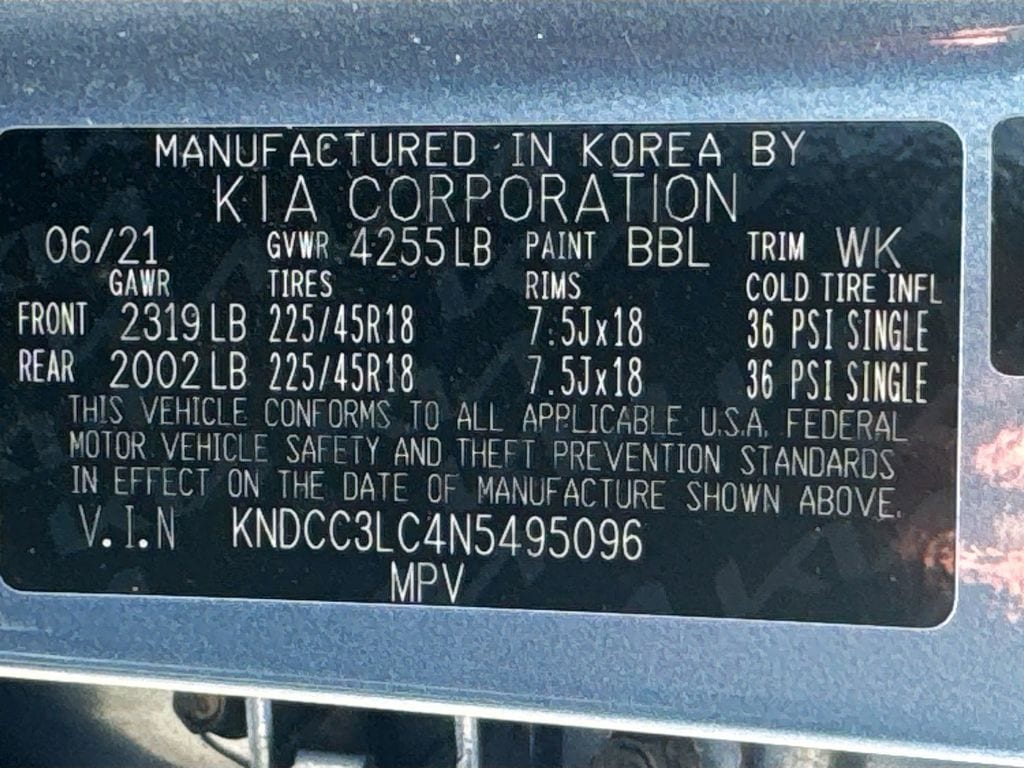 MANUFACTURED IN KOREA BY
KIA CORPORATION
06/21 GVWR 4255LB PAINT BBL TRIM WK
GAWR TIRES RIMS COLD TIRE INFL
FRONT 2319LB 225/45R18 7.5Jx18 36 PSI SINGLE
REAR 2002LB 225/45R18 7.5Jx18 36 PSI SINGLE
THIS VEHICLE CONFORMS TO ALL APPLICABLE U.S.A. FEDERAL
MOTOR VEHICLE SAFETY AND THEFT PREVENTION STANDARDS
IN EFFECT ON THE DATE OF MANUFACTURE SHOWN ABOVE.
V.I.N KNDCC3LC4N5495096
MPV